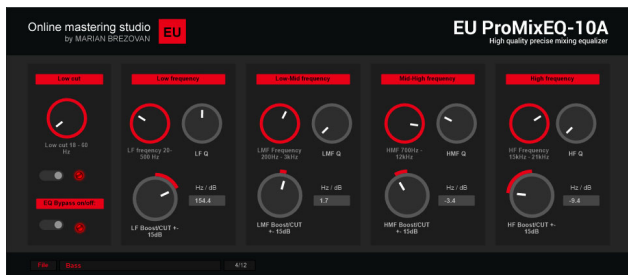 Online mastering studio
by MARIAN BREZOVAN
EU
EU ProMixEQ-10A
High quality precise mixing equalizer
Low cut
Low cut 18 - 60
Hz
EQ Bypass on/off
Low frequency
LF freqency 20-
500 Hz
LF Q
Hz / dB
154.4
LF Boost/CUT +-
15dB
Low-Mid frequency
LMF Frequency
200Hz - 3kHz
LMF Q
Hz / dB
1.7
LMF Boost/CUT
+- 15dB
Mid-High frequency
HMF 700Hz -
12kHz
HMF Q
Hz / dB
-3.4
HMF Boost/CUT
+- 15dB
High frequency
HF Frequency
15kHz - 21kHz
HF Q
Hz / dB
-9.4
HF Boost/CUT +-
15dB
File
Bass
4/12